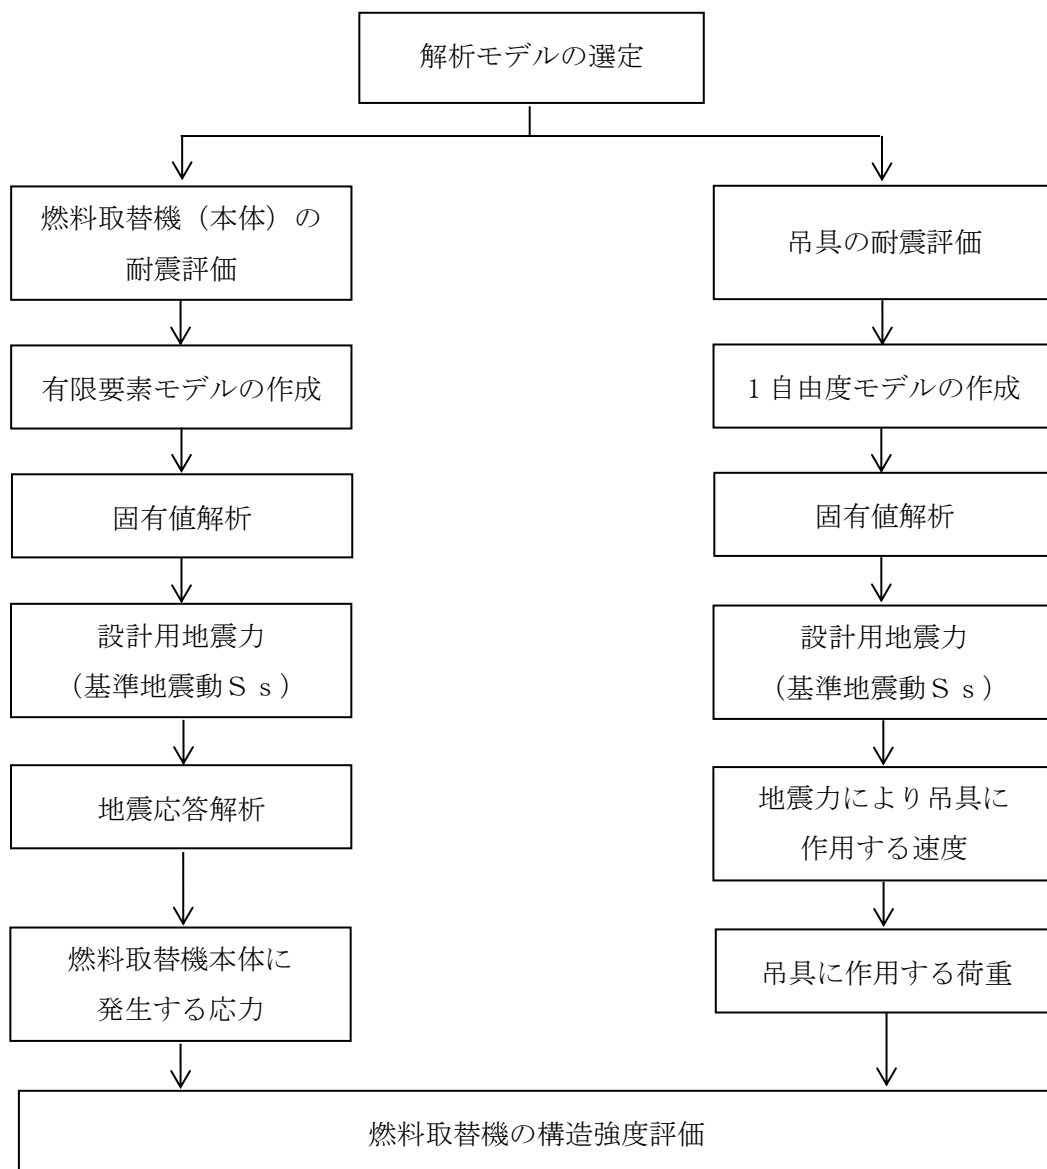 解析モデルの選定
燃料取替機（本体）の
耐震評価
吊具の耐震評価
有限要素モデルの作成
1自由度モデルの作成
固有値解析
固有値解析
設計用地震力
（基準地震動Ｓｓ）
設計用地震力
（基準地震動Ｓｓ）
地震応答解析
地震力により吊具に
作用する速度
燃料取替機本体に
発生する応力
吊具に作用する荷重
燃料取替機の構造強度評価